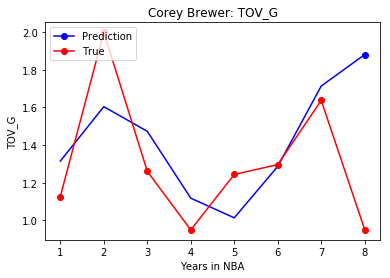 Corey Brewer: TOV_G
Prediction
True
TOV_G
2.0
1.8
1.6
1.4
1.2
1.0
1 2 3 4 5 6 7 8
Years in NBA